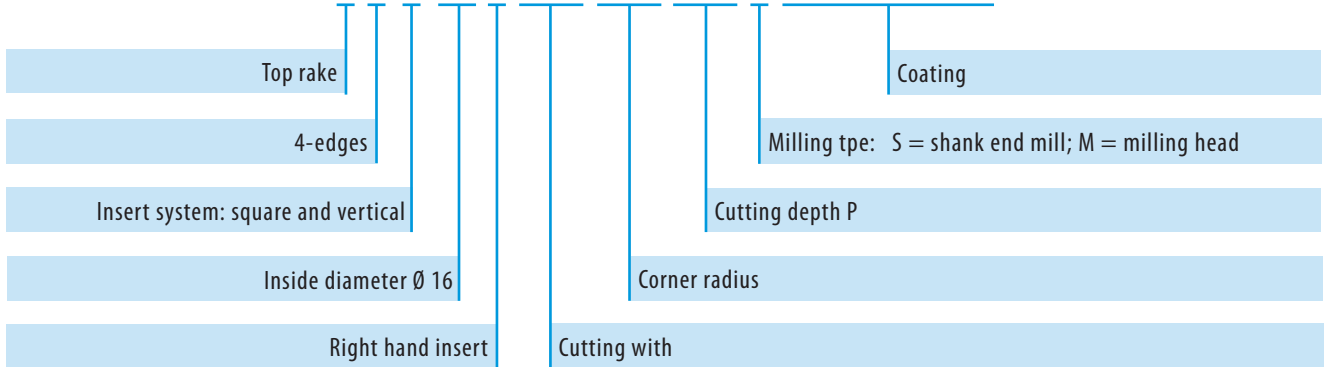 Top rake
Coating
4-edges
Milling tpe: S = shank end mill; M = milling head
Insert system: square and vertical
Cutting depth P
Inside diameter Ø 16
Corner radius
Right hand insert
Cutting with